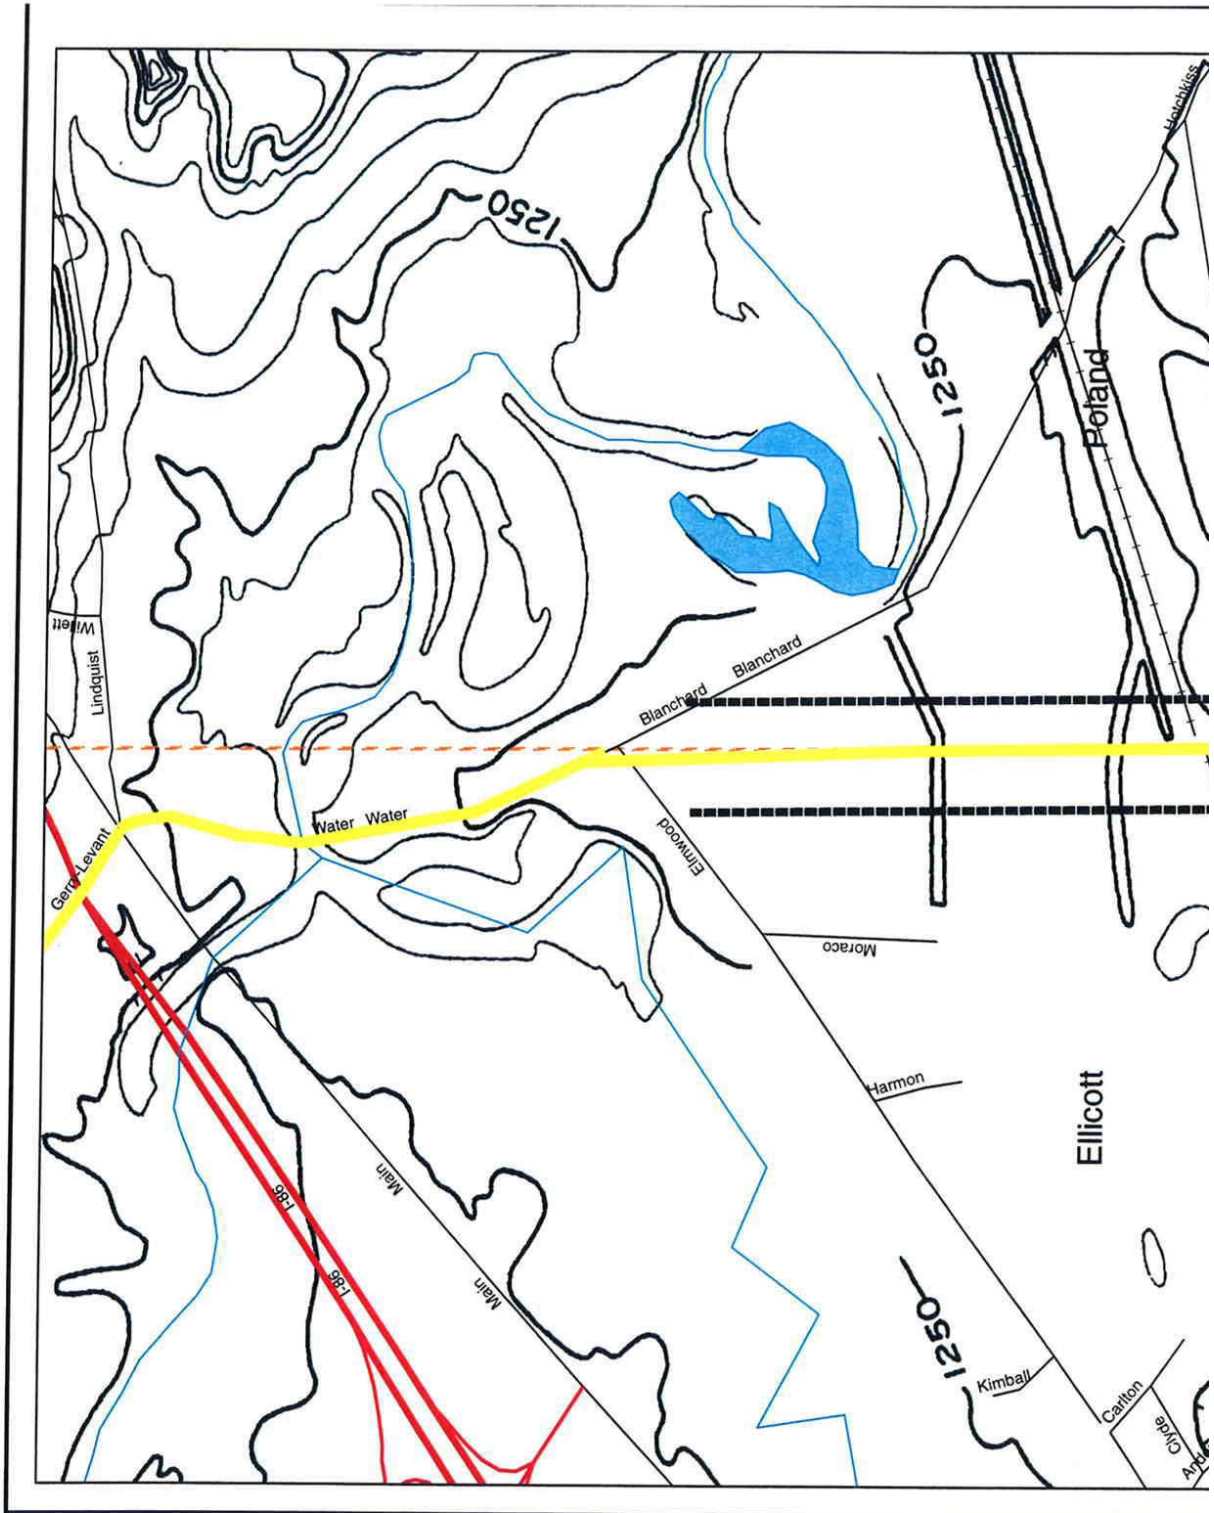 Hotchkiss
1250
1250
Poland
Willett
Lindquist
Blanchard
Blanchard
Water Water
Gerry-Levant
Elmwood
Moraco
Harmon
Ellicott
I-86
Main
I-86
Main
1250
Kimball
Carlton
Clyde